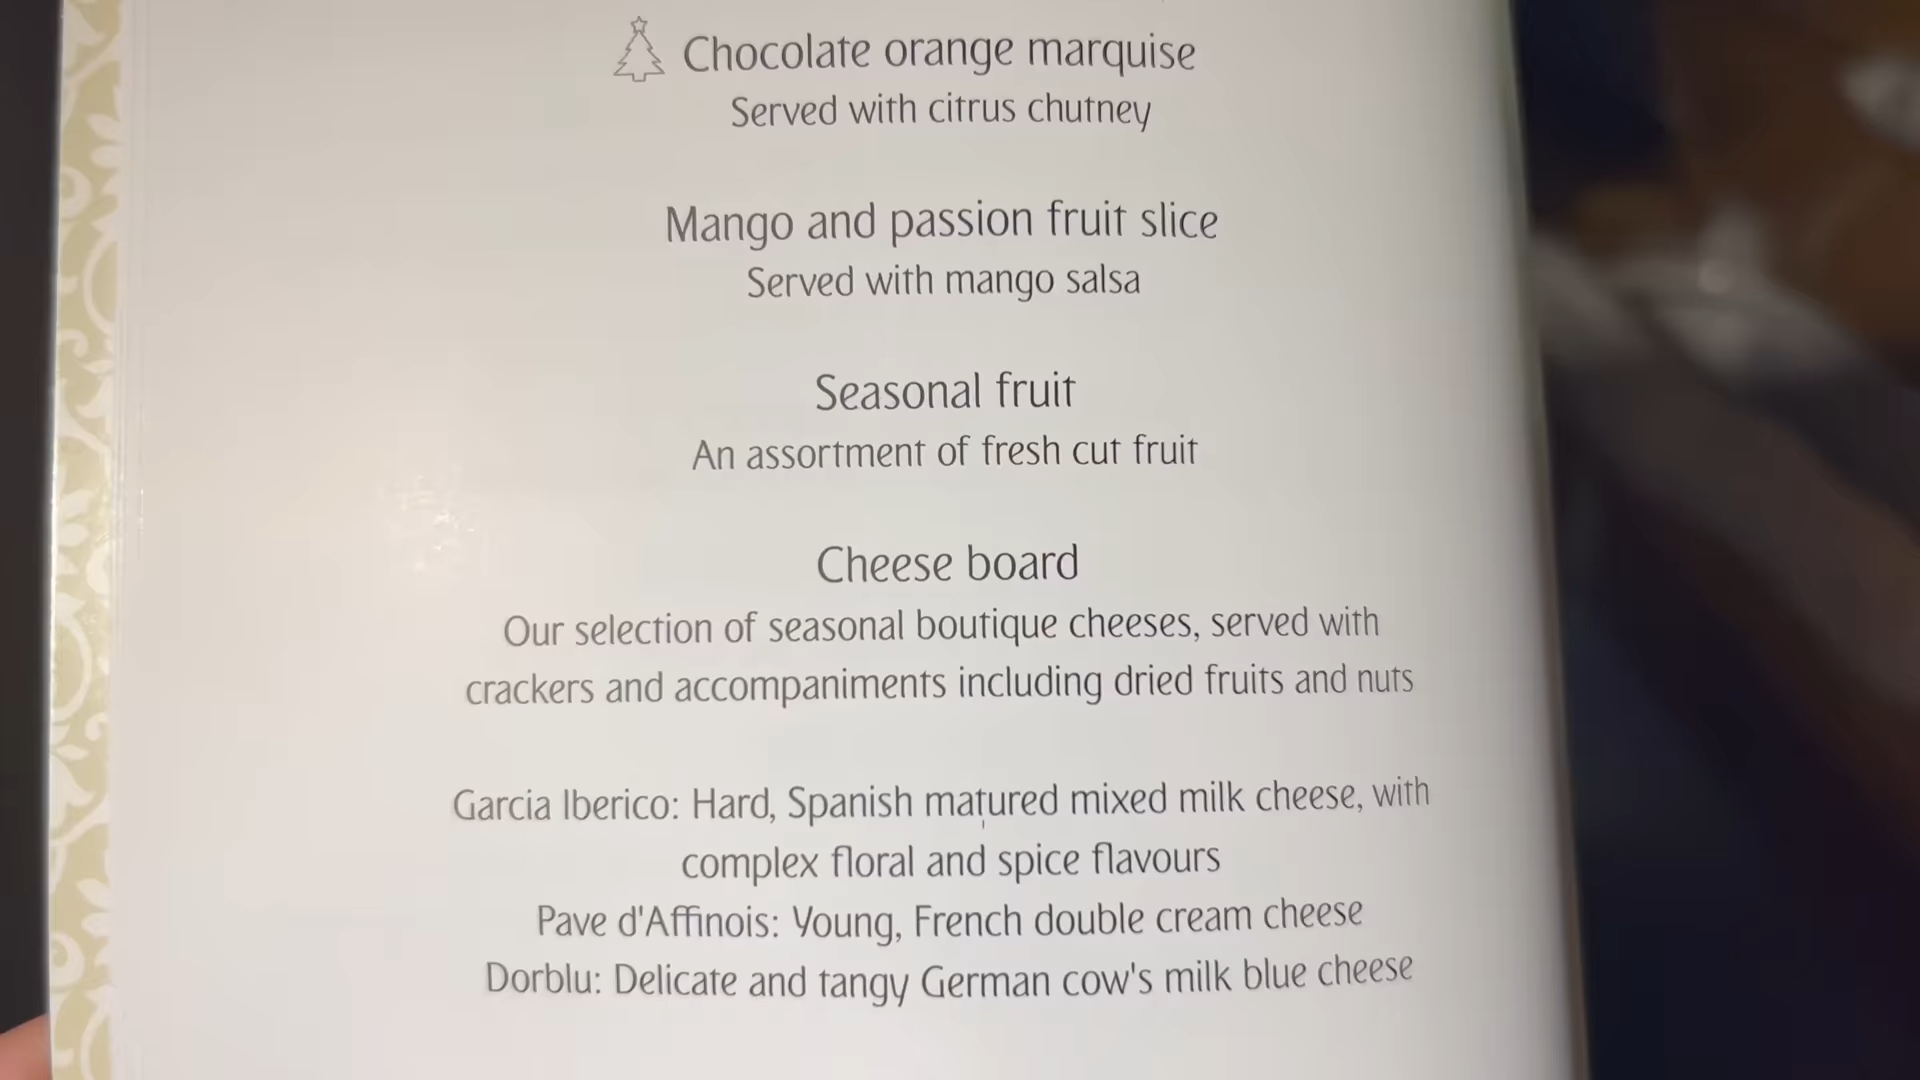 Chocolate orange marquise
Served with citrus chutney
Mango and passion fruit slice
Served with mango salsa
Seasonal fruit
An assortment of fresh cut fruit
Cheese board
Our selection of seasonal boutique cheeses, served with
crackers and accompaniments including dried fruits and nuts
Garcia Iberico: Hard, Spanish matured mixed milk cheese, with
complex floral and spice flavours
Pave d'Affinois: Young, French double cream cheese
Dorblu: Delicate and tangy German cow's milk blue cheese